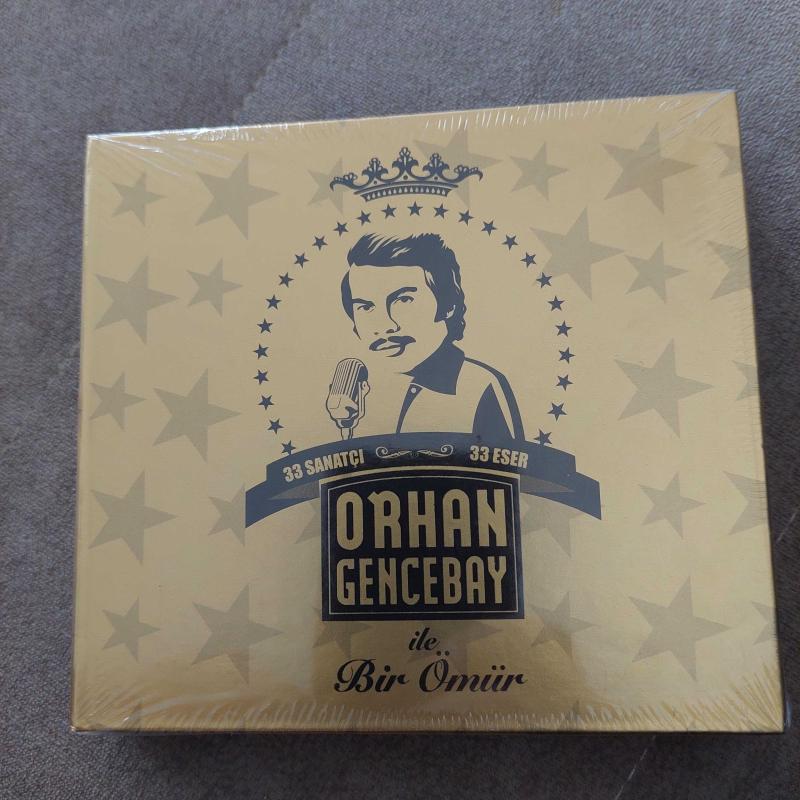 33 SANATÇI 33 ESER
ORHAN
GENCEBAY
ile
Bir Ömür